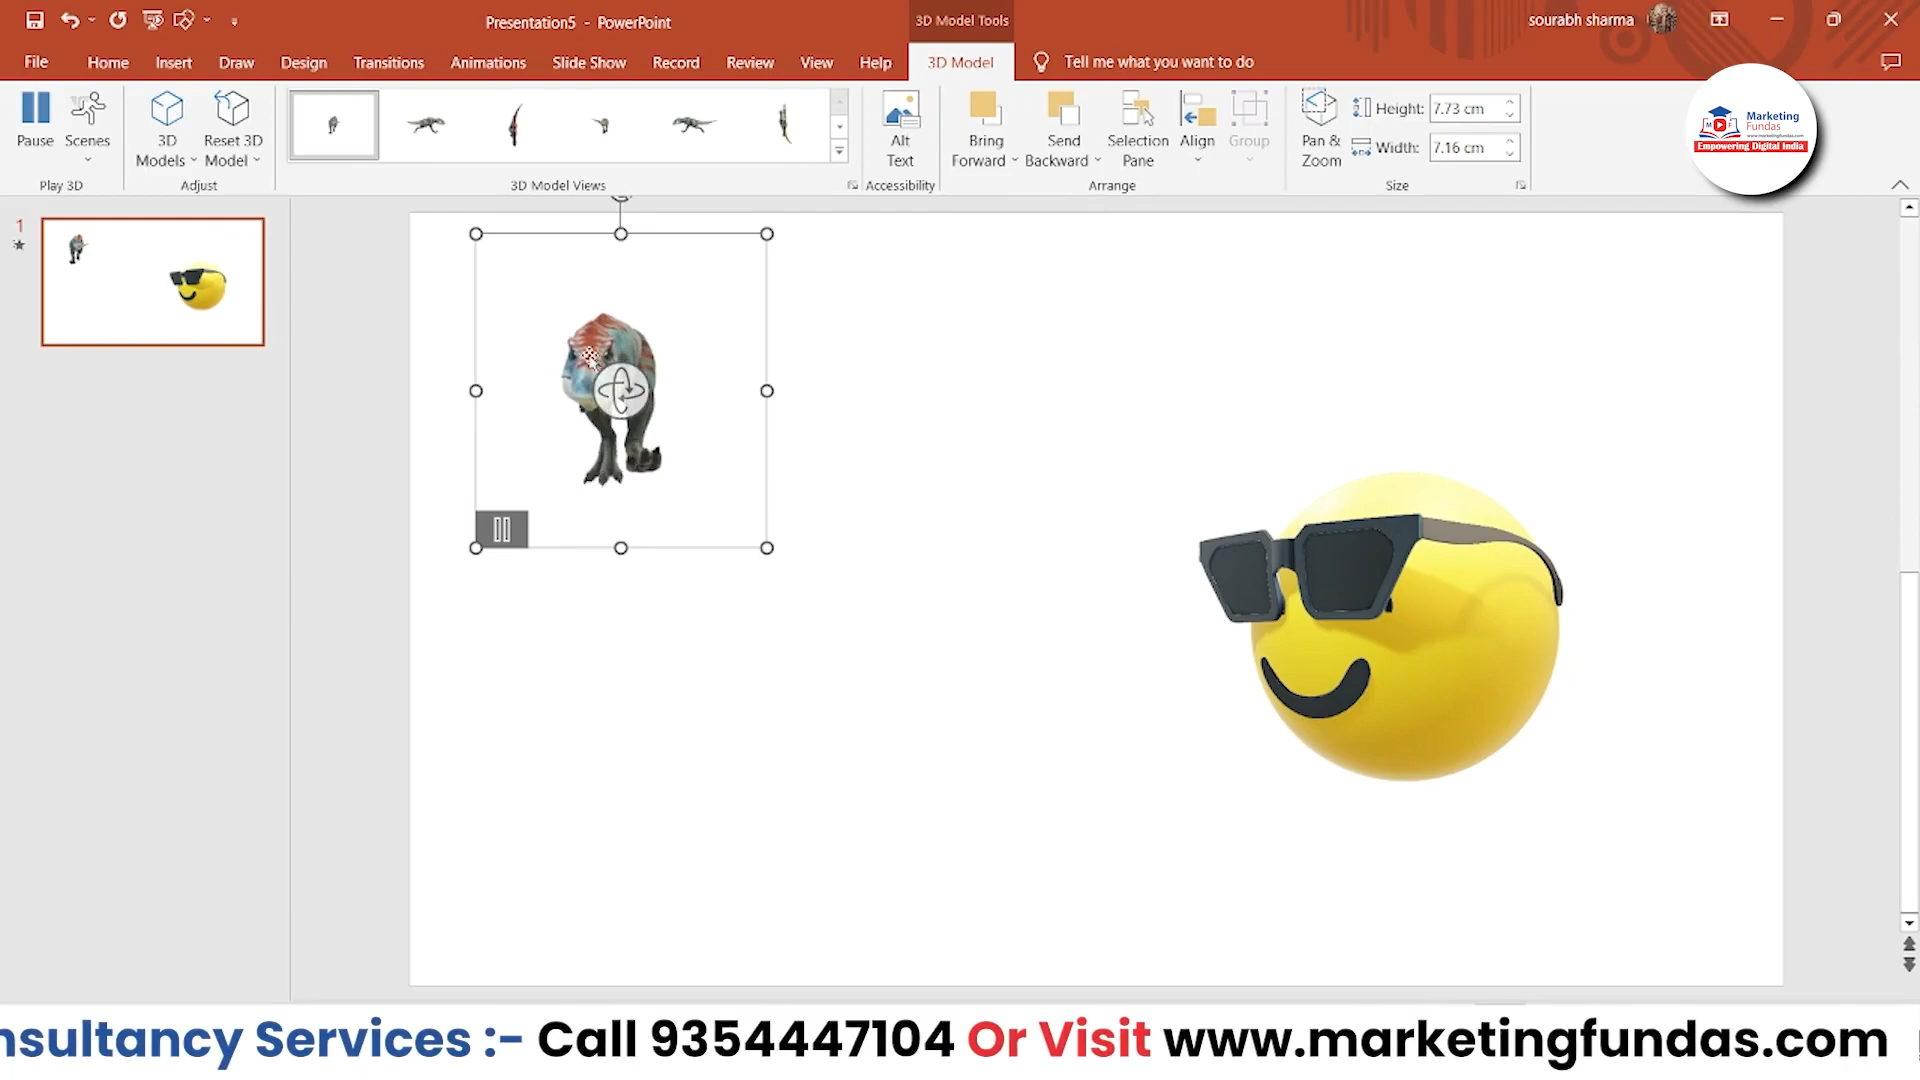 Presentation5 - PowerPoint
3D Model Tools
sourabh sharma
File Home Insert Draw Design Transitions Animations Slide Show Record Review View Help 3D Model Tell me what you want to do
Pause
Scenes
Play 3D
3D Models
Reset 3D Model
Adjust
3D Model Views
Alt Text
Accessibility
Bring Forward
Send Backward
Selection Pane
Align
Group
Arrange
Pan & Zoom
Height: 7.73 cm
Width: 7.16 cm
Size
M F
Marketing
Fundas
www.marketingfundas.com
Empowering Digital India
1
nsultancy Services :- Call 9354447104 Or Visit www.marketingfundas.com